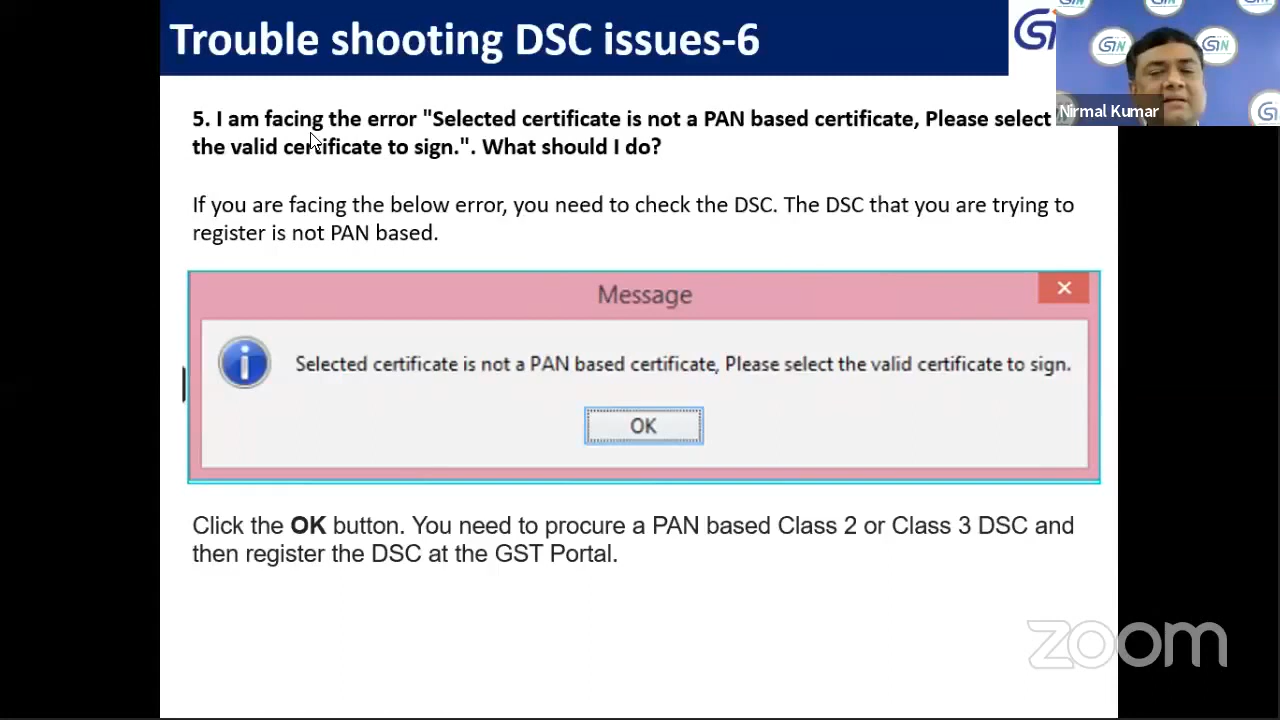 Trouble shooting DSC issues-6
Nirmal Kumar
5. I am facing the error "Selected certificate is not a PAN based certificate, Please select
the valid certificate to sign.". What should I do?
If you are facing the below error, you need to check the DSC. The DSC that you are trying to
register is not PAN based.
Message
Selected certificate is not a PAN based certificate, Please select the valid certificate to sign.
OK
Click the OK button. You need to procure a PAN based Class 2 or Class 3 DSC and
then register the DSC at the GST Portal.
zoom